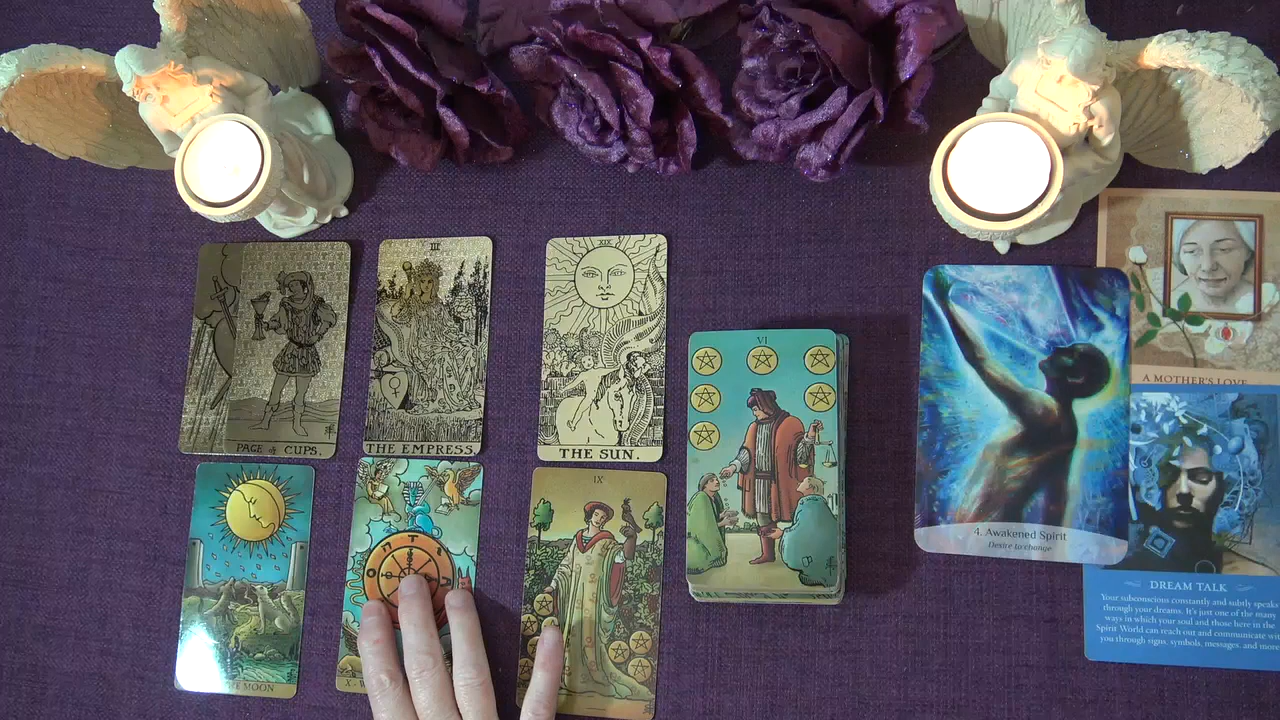 PAGE of CUPS.
III
THE EMPRESS.
XIX
THE SUN.
MOON
X
IX
VI
4. Awakened Spirit
Desire to change
A MOTHER'S LOVE
DREAM TALK
Your subconscious constantly and subtly speaks
through your dreams. It's just one of the many
ways in which your soul and those here in the
Spirit World can reach out and communicate
you through signs, symbols, messages, and more